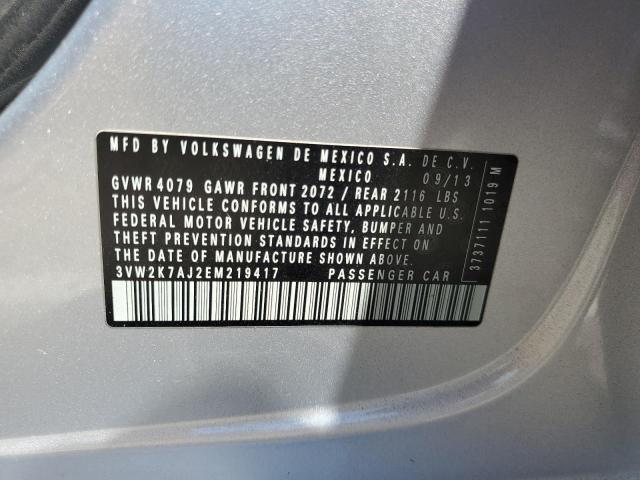 MFD BY VOLKSWAGEN DE MEXICO S.A. DE C.V.
MEXICO 09/13
GVWR 4079 GAWR FRONT 2072 / REAR 2116 LBS
THIS VEHICLE CONFORMS TO ALL APPLICABLE U.S.
FEDERAL MOTOR VEHICLE SAFETY, BUMPER AND
THEFT PREVENTION STANDARDS IN EFFECT ON
THE DATE OF MANUFACTURE SHOWN ABOVE.
3VW2K7AJ2EM219417 PASSENGER CAR
3737111 1019 M